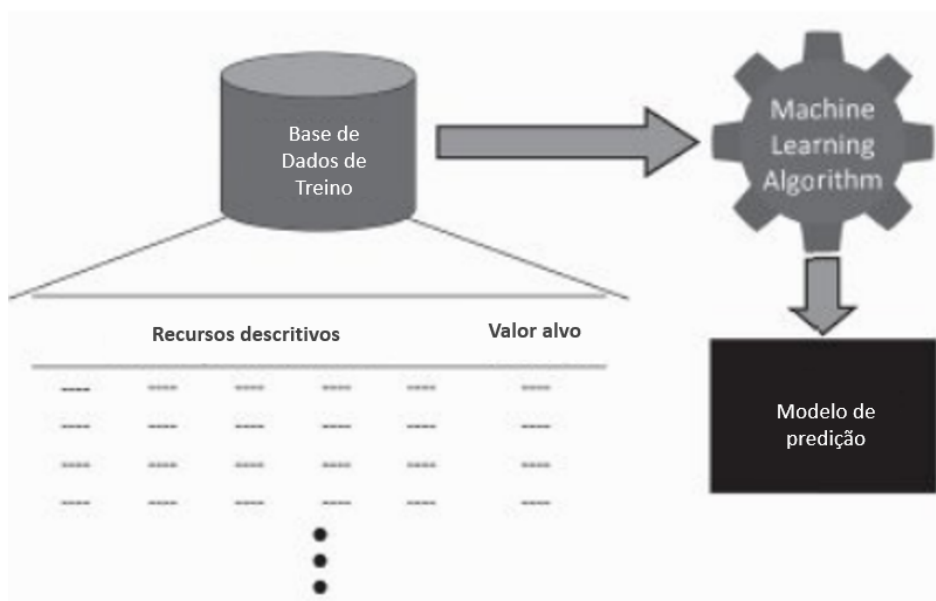 Base de
Dados de
Treino
Machine
Learning
Algorithm
Recursos descritivos
Valor alvo
Modelo de
predição